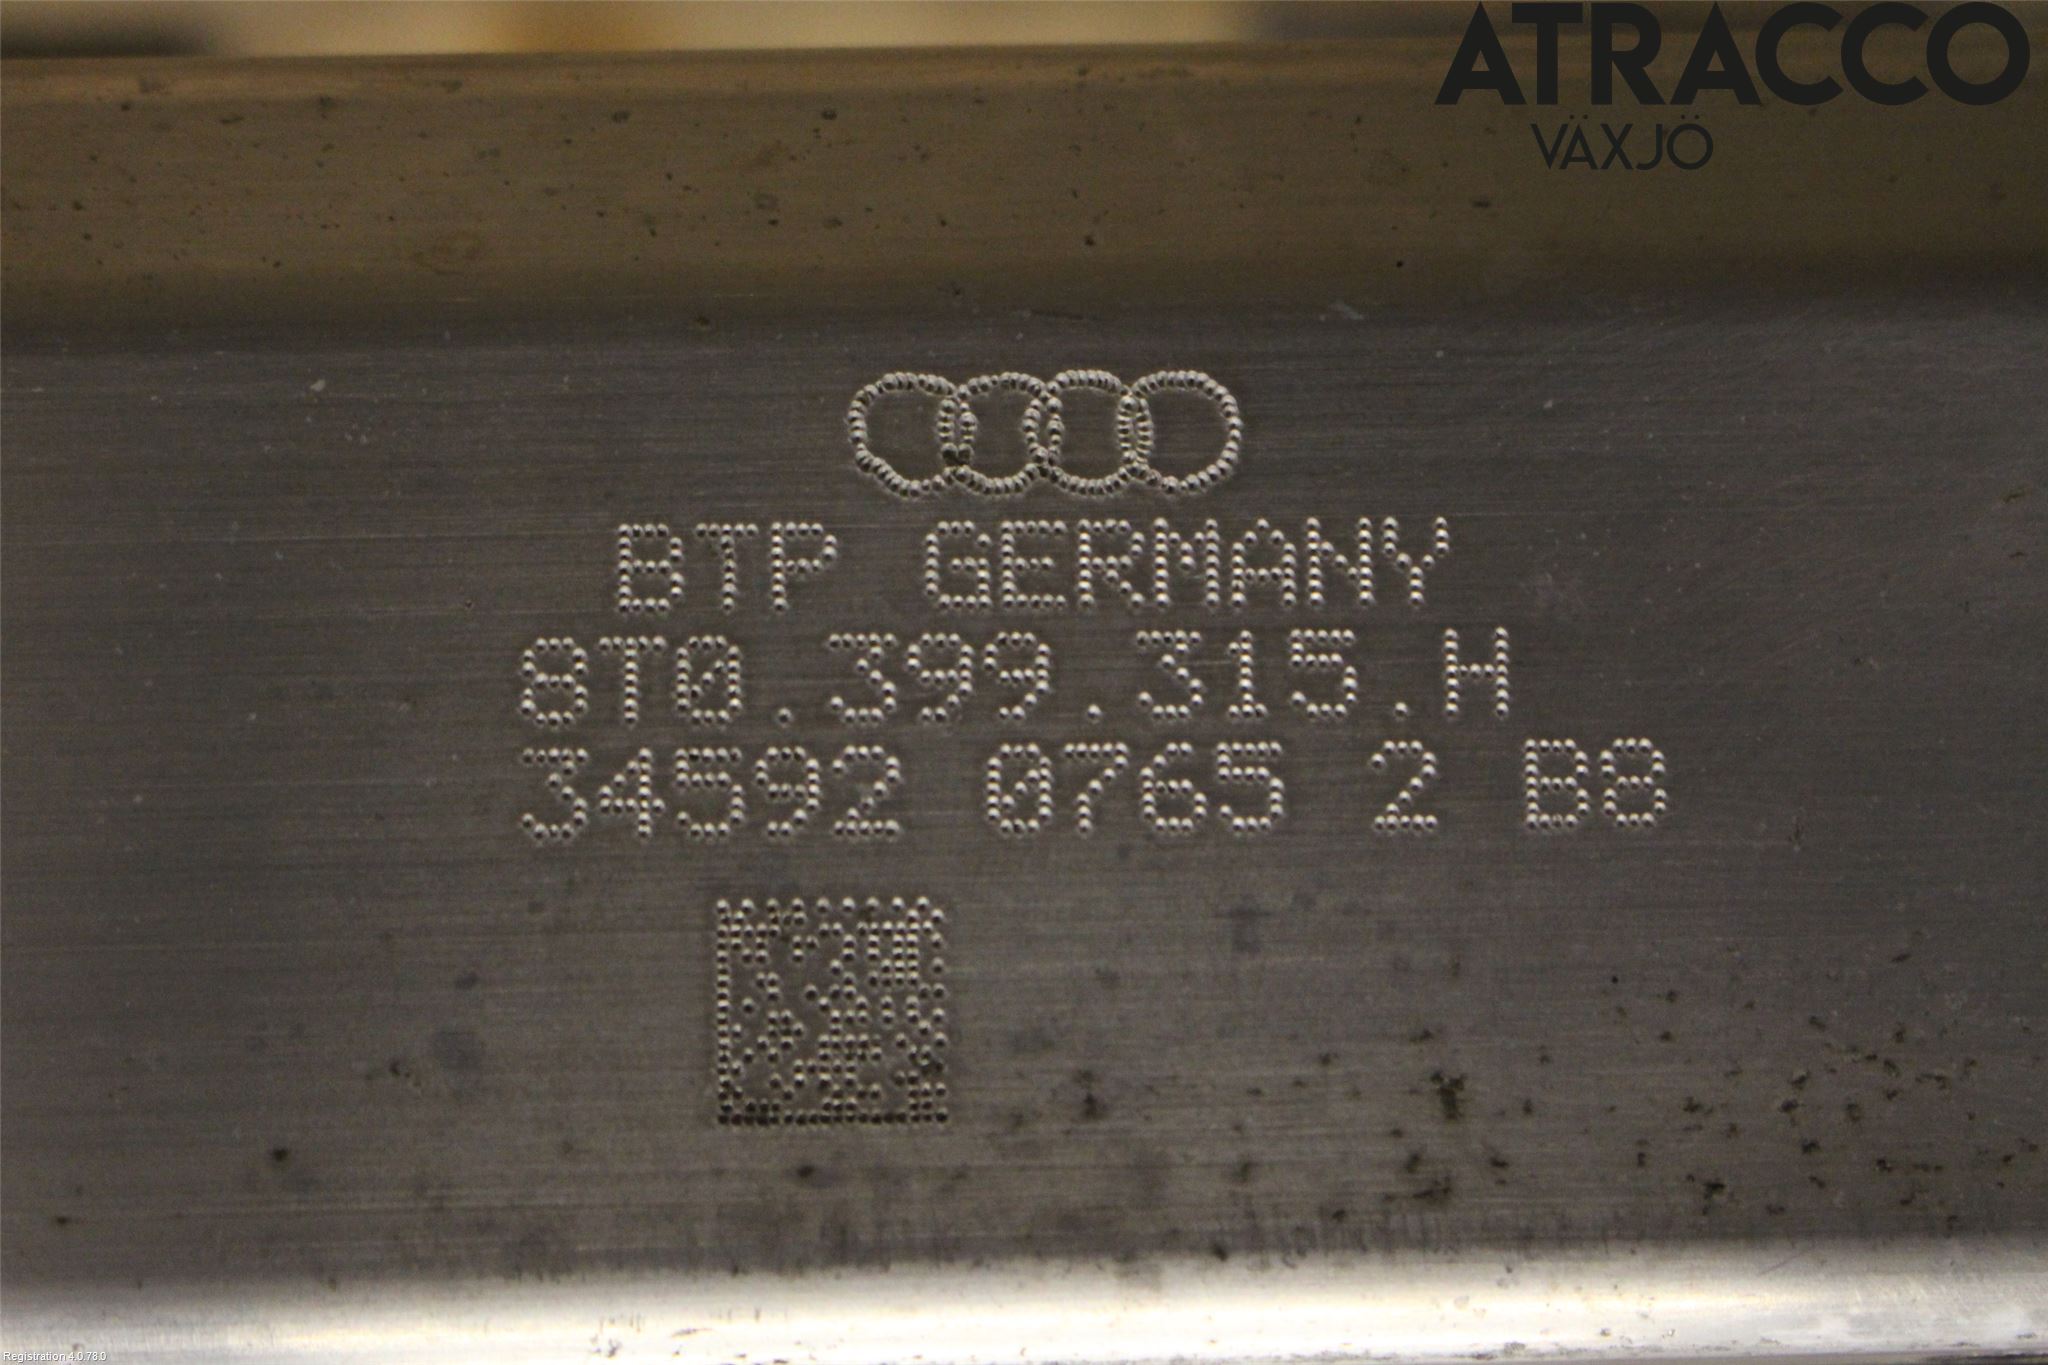 ATRACCO
VÄXJÖ
BTP GERMANY
8T0.399.315.H
34592 0765 2 B8
Registration 4.0.78.0